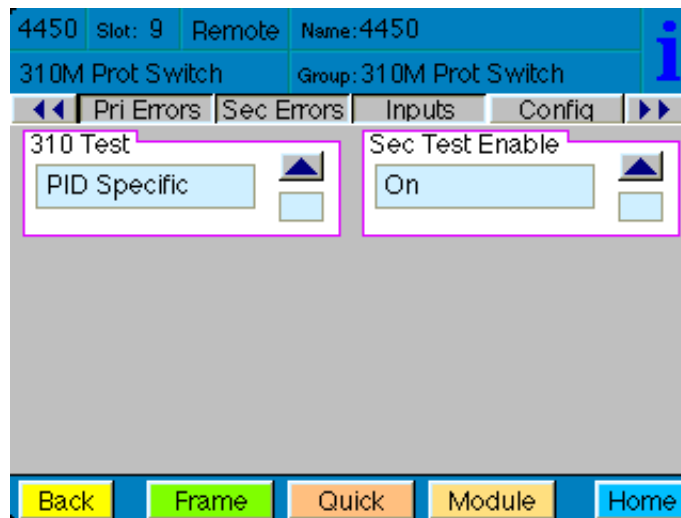 4450 Slot: 9 Remote Name:4450
310M Prot Switch Group:310M Prot Switch
i
Pri Errors Sec Errors Inputs Config
310 Test Sec Test Enable
PID Specific On
Back Frame Quick Module Home